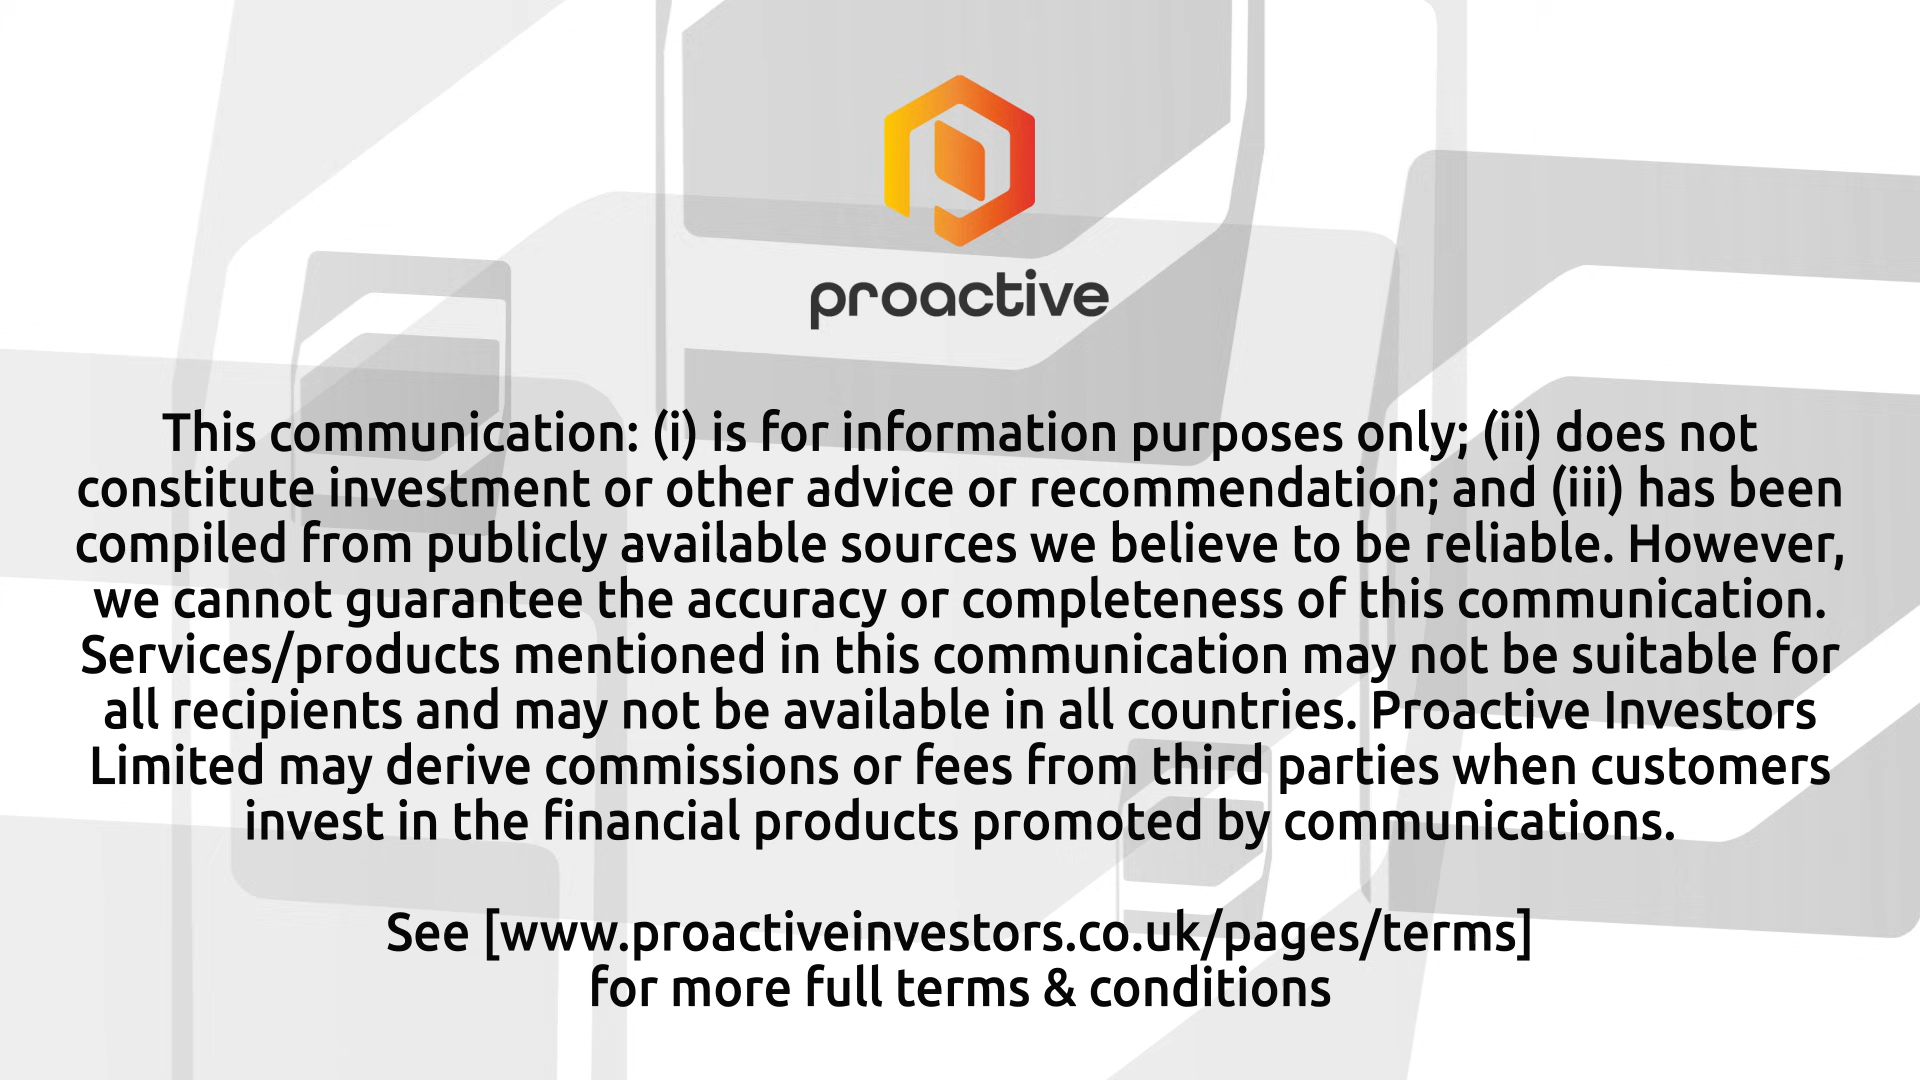 proactive
This communication: (i) is for information purposes only; (ii) does not
constitute investment or other advice or recommendation; and (iii) has been
compiled from publicly available sources we believe to be reliable. However,
we cannot guarantee the accuracy or completeness of this communication.
Services/products mentioned in this communication may not be suitable for
all recipients and may not be available in all countries. Proactive Investors
Limited may derive commissions or fees from third parties when customers
invest in the financial products promoted by communications.
See [www.proactiveinvestors.co.uk/pages/terms]
for more full terms & conditions